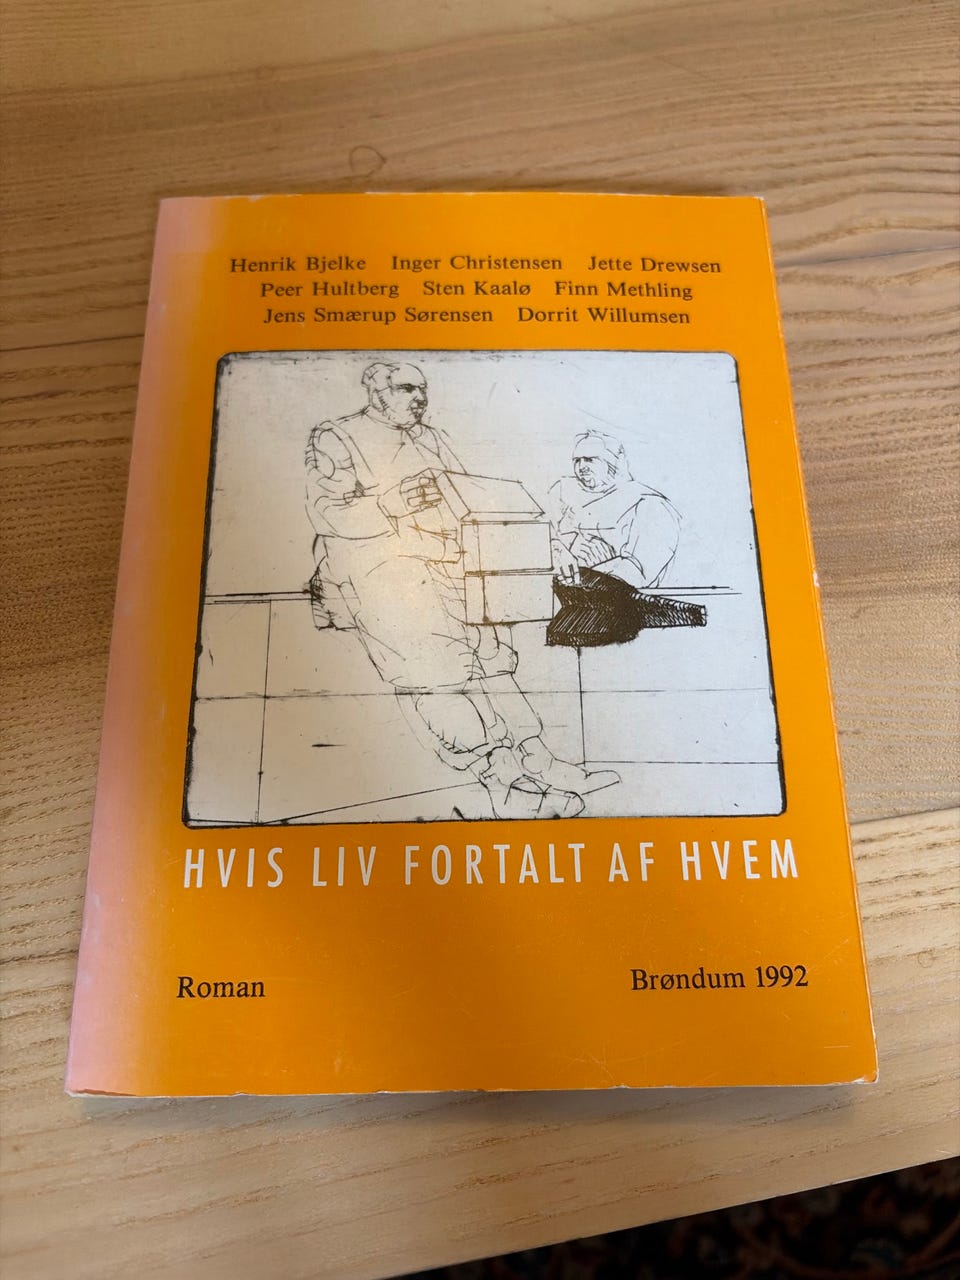 Henrik Bjelke Inger Christensen Jette Drewsen
Peer Hultberg Sten Kaalø Finn Methling
Jens Smærup Sørensen Dorrit Willumsen
HVIS LIV FORTALT AF HVEM
Roman Brøndum 1992